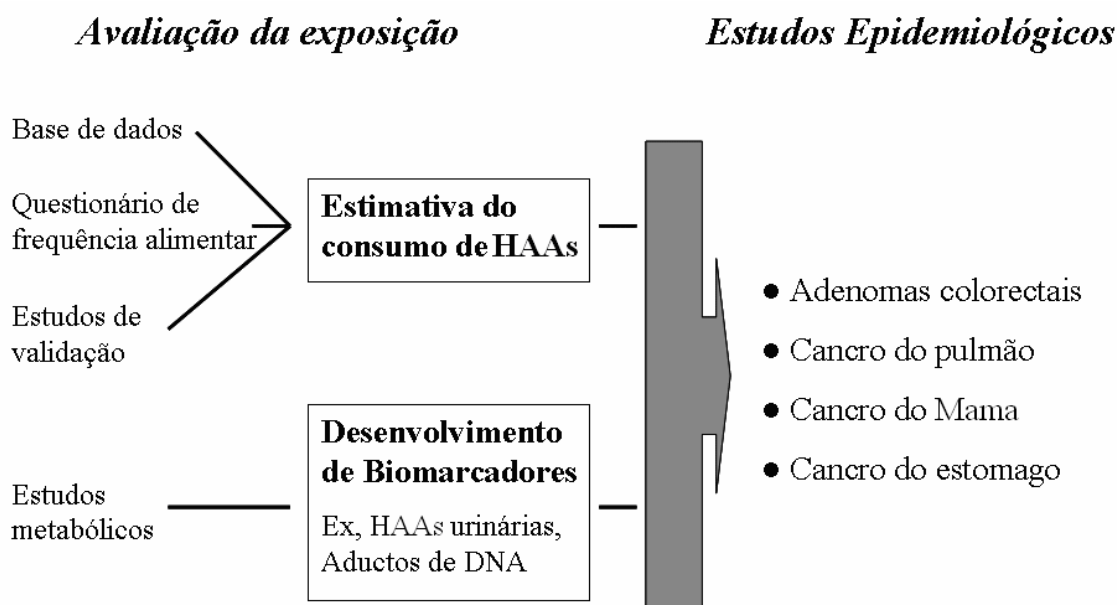 Avaliação da exposição
Estudos Epidemiológicos
Base de dados
Questionário de
frequência alimentar
Estudos de
validação
Estimativa do
consumo de HAAs
Estudos
metabólicos
Desenvolvimento
de Biomarcadores
Ex, HAAs urinárias,
Aductos de DNA
● Adenomas colorectais
● Cancro do pulmão
● Cancro do Mama
● Cancro do estomago